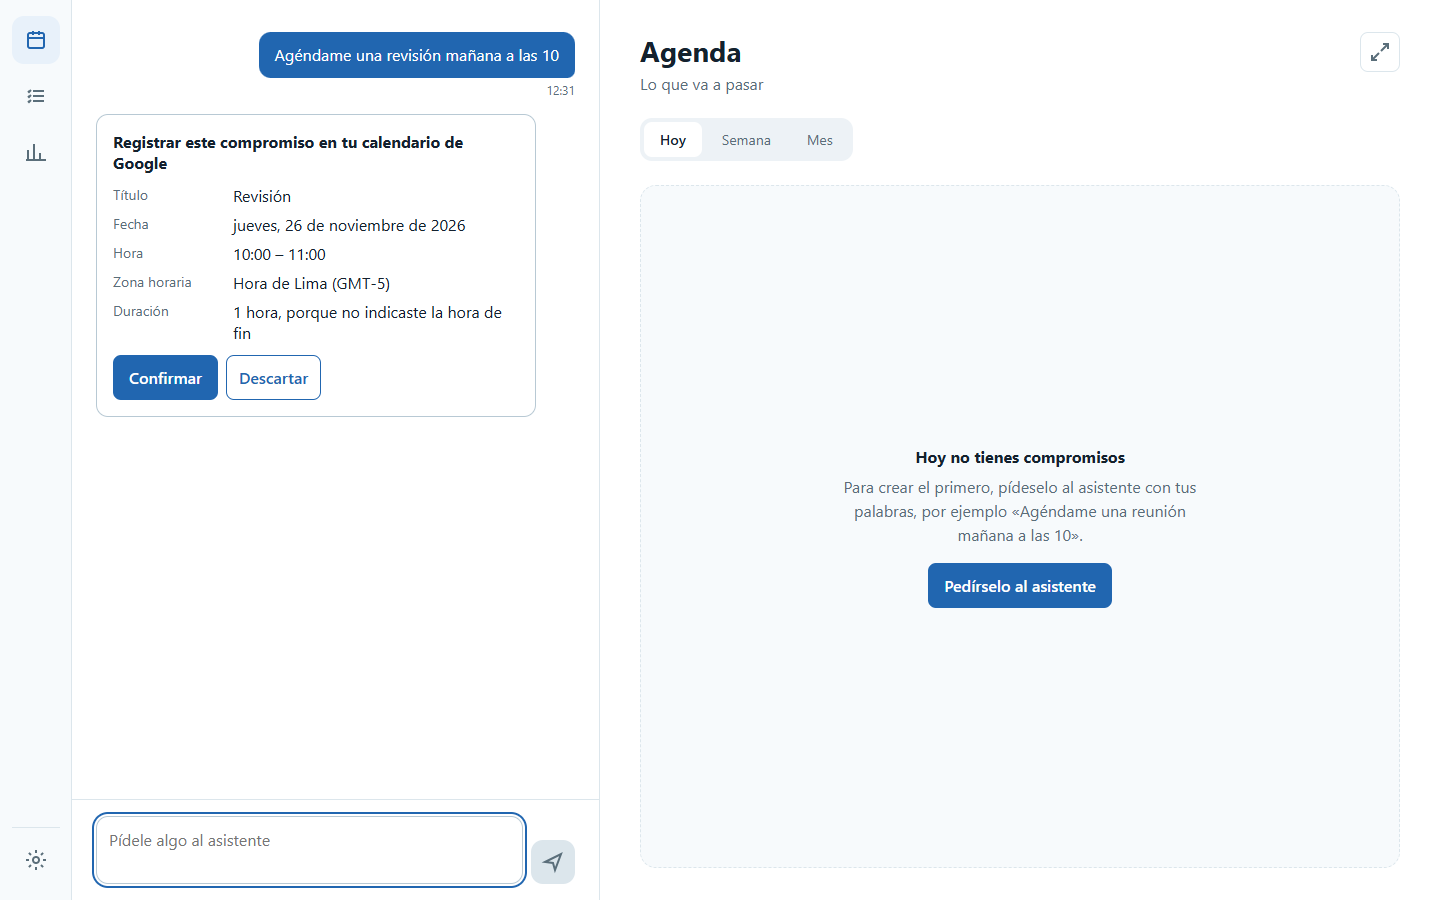 Agéndame una revisión mañana a las 10
12:31
Registrar este compromiso en tu calendario de
Google
Título Revisión
Fecha jueves, 26 de noviembre de 2026
Hora 10:00 – 11:00
Zona horaria Hora de Lima (GMT-5)
Duración 1 hora, porque no indicaste la hora de
fin
Confirmar Descartar
Pídele algo al asistente
Agenda
Lo que va a pasar
Hoy Semana Mes
Hoy no tienes compromisos
Para crear el primero, pídeselo al asistente con tus
palabras, por ejemplo «Agéndame una reunión
mañana a las 10».
Pedírselo al asistente